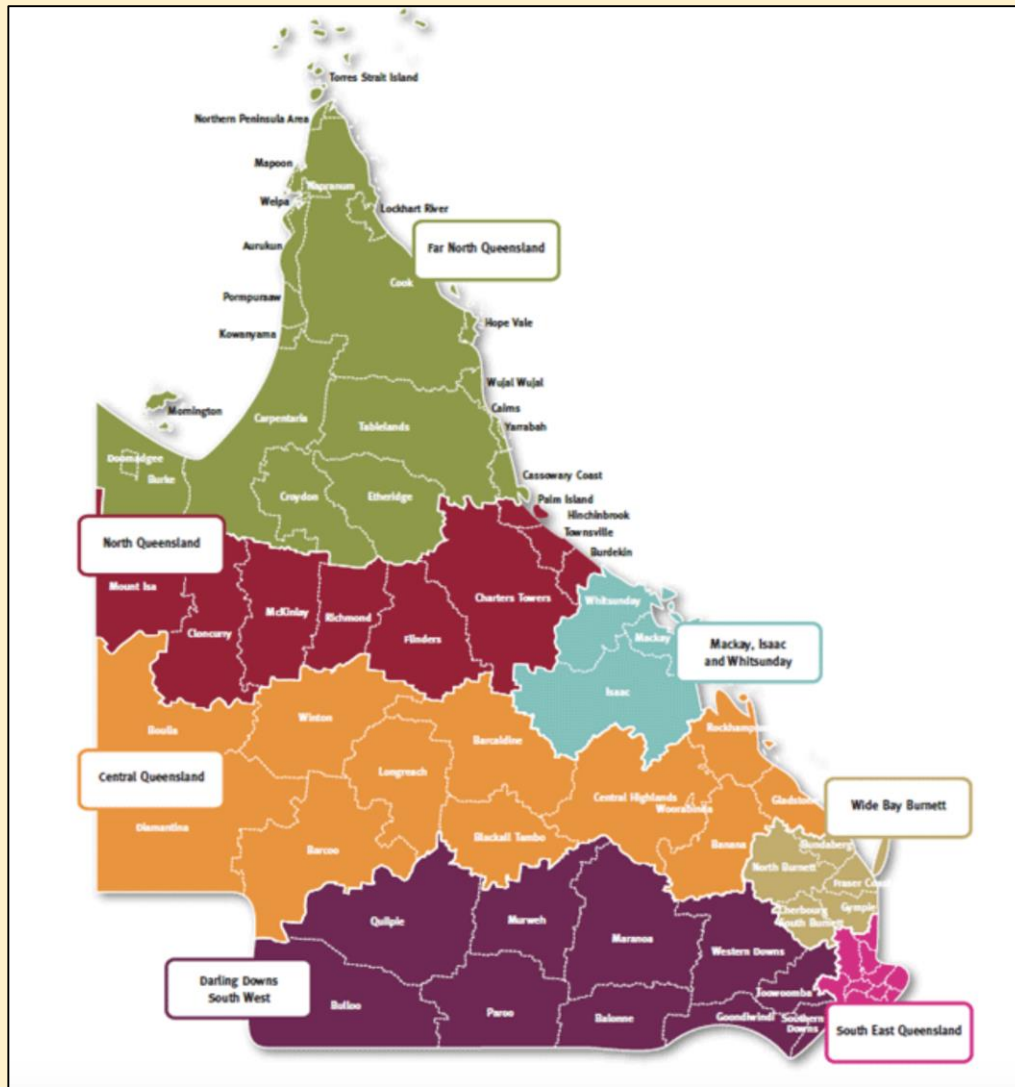 Torres Strait Island
Northern Peninsula Area
Mapoon
Napranum
Weipa
Lockhart River
Aurukun
Far North Queensland
Cook
Pormpuraaw
Hope Vale
Kowanyama
Wujal Wujal
Mornington
Cairns
Carpentaria
Tablelands
Yarrabah
Doomadgee
Burke
Cassowary Coast
Croydon
Etheridge
Palm Island
Hinchinbrook
North Queensland
Townsville
Burdekin
Mount Isa
McKinlay
Richmond
Charters Towers
Whitsunday
Cloncurry
Flinders
Mackay
Mackay, Isaac
and Whitsunday
Isaac
Boulia
Winton
Barcaldine
Rockhampton
Central Queensland
Longreach
Central Highlands
Woorabinda
Gladstone
Wide Bay Burnett
Diamantina
Barcoo
Blackall Tambo
Banana
Bundaberg
North Burnett
Fraser Coast
Cherbourg
South Burnett
Gympie
Quilpie
Murweh
Maranoa
Western Downs
Darling Downs
South West
Toowoomba
Bulloo
Paroo
Balonne
Goondiwindi
Southern
Downs
South East Queensland